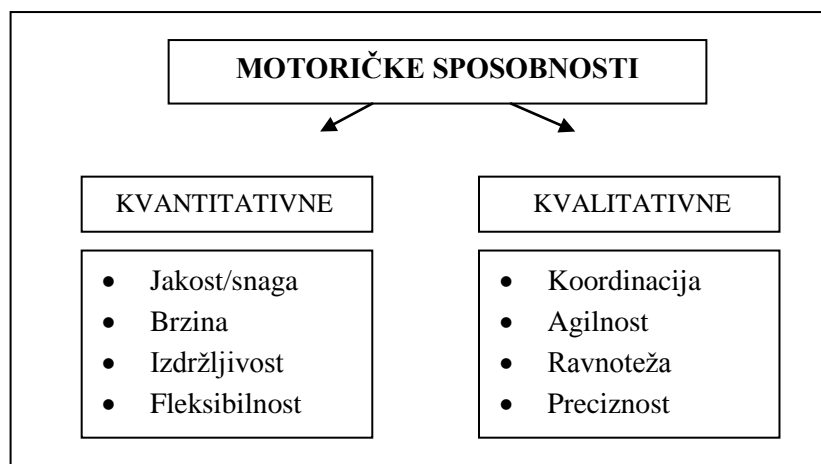 MOTORIČKE SPOSOBNOSTI
KVANTITATIVNE
• Jakost/snaga
• Brzina
• Izdržljivost
• Fleksibilnost
KVALITATIVNE
• Koordinacija
• Agilnost
• Ravnoteža
• Preciznost